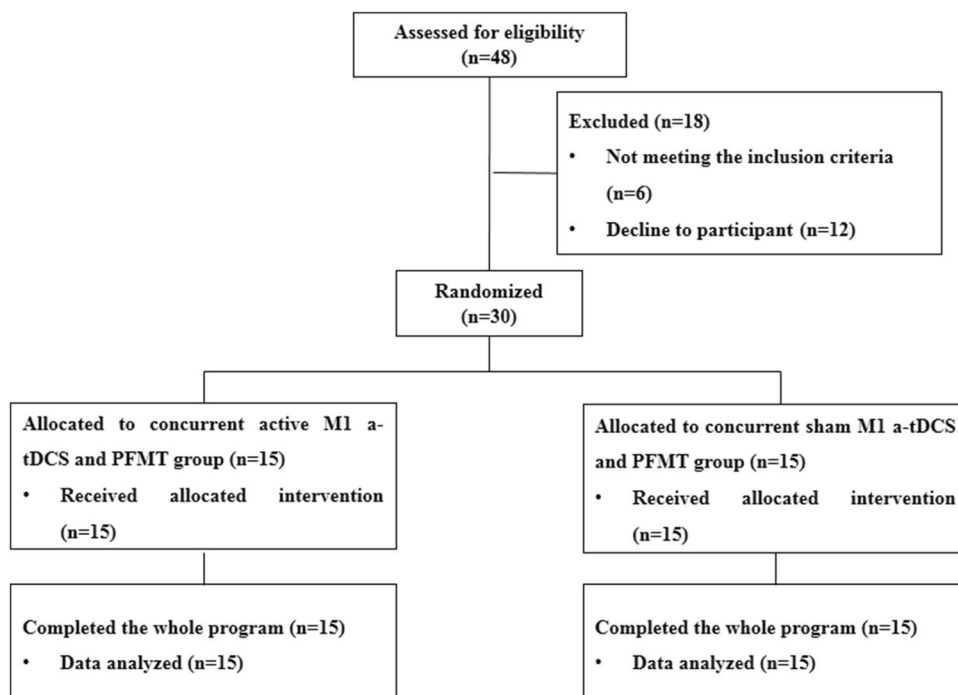 Assessed for eligibility
(n=48)
Excluded (n=18)
• Not meeting the inclusion criteria
(n=6)
• Decline to participant (n=12)
Randomized
(n=30)
Allocated to concurrent active M1 a-
tDCS and PFMT group (n=15)
• Received allocated intervention
(n=15)
Allocated to concurrent sham M1 a-tDCS
and PFMT group (n=15)
• Received allocated intervention
(n=15)
Completed the whole program (n=15)
• Data analyzed (n=15)
Completed the whole program (n=15)
• Data analyzed (n=15)